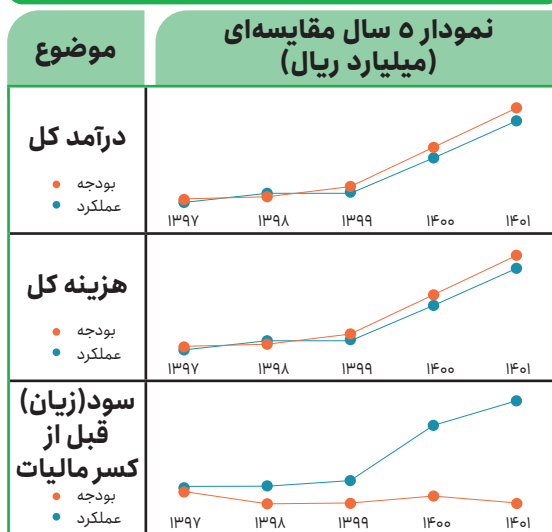 موضوع
نمودار ۵ سال مقایسه‌ای
(میلیارد ریال)
درآمد کل
بودجه
عملکرد
۱۳۹۷ ۱۳۹۸ ۱۳۹۹ ۱۴۰۰ ۱۴۰۱
هزینه کل
بودجه
عملکرد
۱۳۹۷ ۱۳۹۸ ۱۳۹۹ ۱۴۰۰ ۱۴۰۱
سود(زیان)
قبل از
کسر مالیات
بودجه
عملکرد
۱۳۹۷ ۱۳۹۸ ۱۳۹۹ ۱۴۰۰ ۱۴۰۱